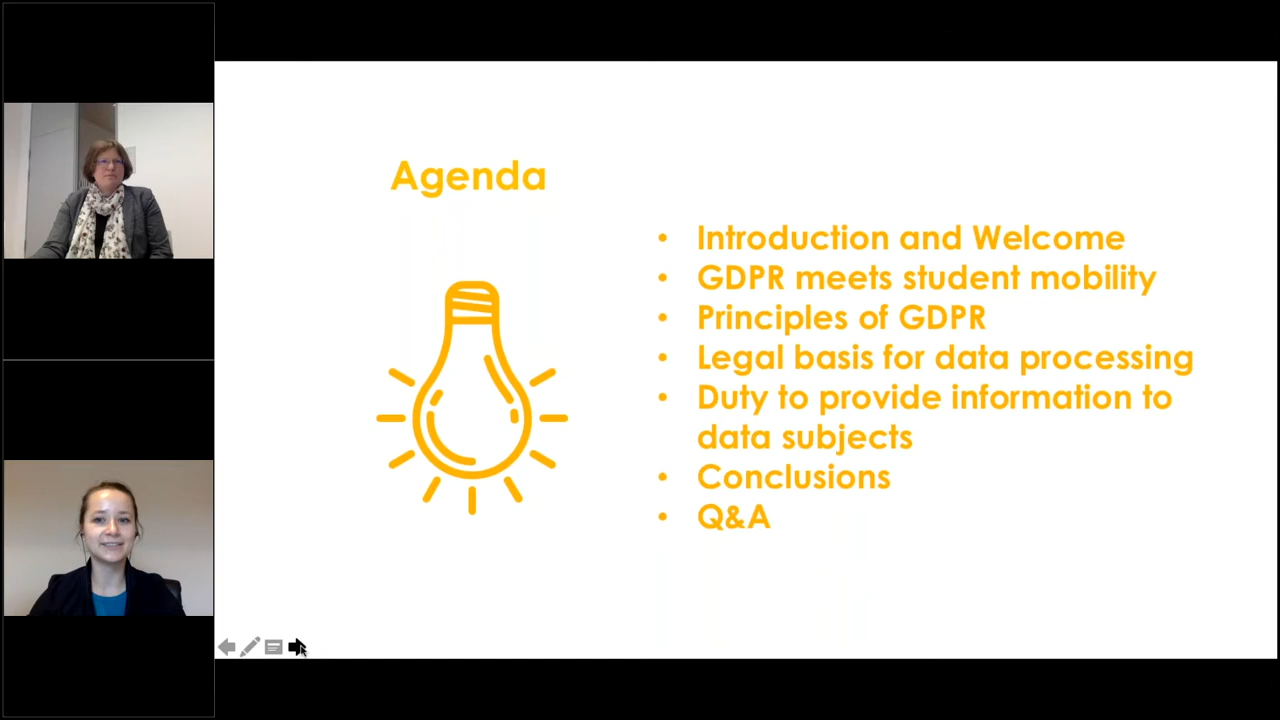 Agenda
• Introduction and Welcome
• GDPR meets student mobility
• Principles of GDPR
• Legal basis for data processing
• Duty to provide information to
data subjects
• Conclusions
• Q&A